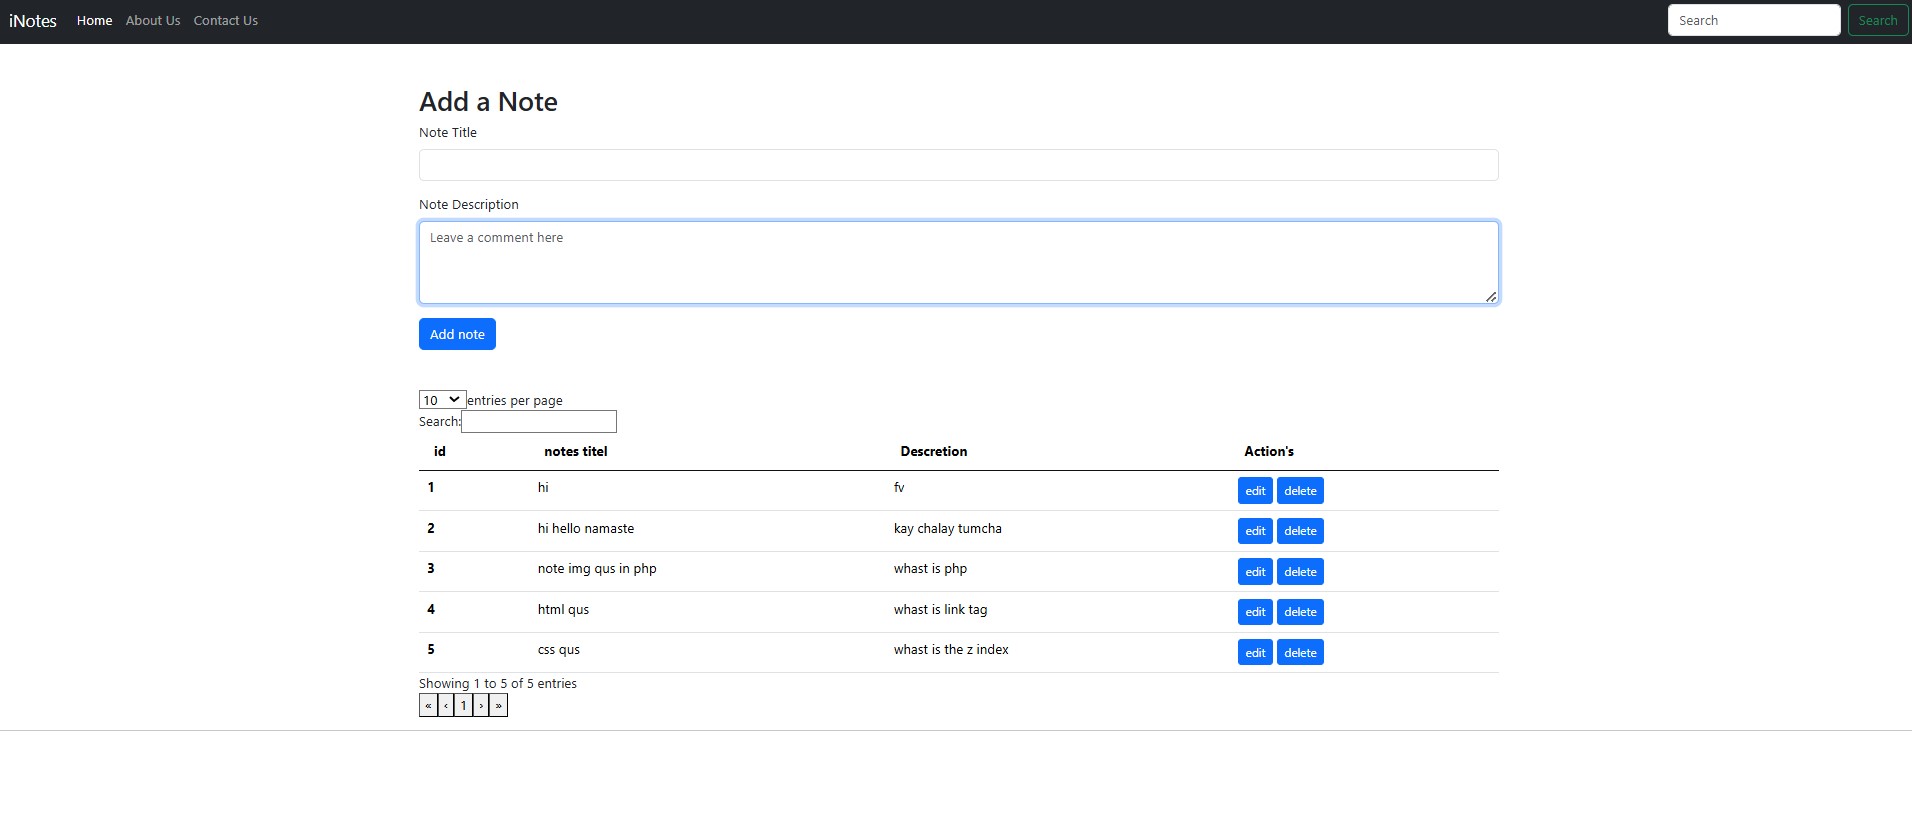 iNotes Home About Us Contact Us Search Search
Add a Note
Note Title
Note Description
Leave a comment here
Add note
10 entries per page
Search:
id notes titel Descretion Action's
1 hi fv edit delete
2 hi hello namaste kay chalay tumcha edit delete
3 note img qus in php whast is php edit delete
4 html qus whast is link tag edit delete
5 css qus whast is the z index edit delete
Showing 1 to 5 of 5 entries
« ‹ 1 › »